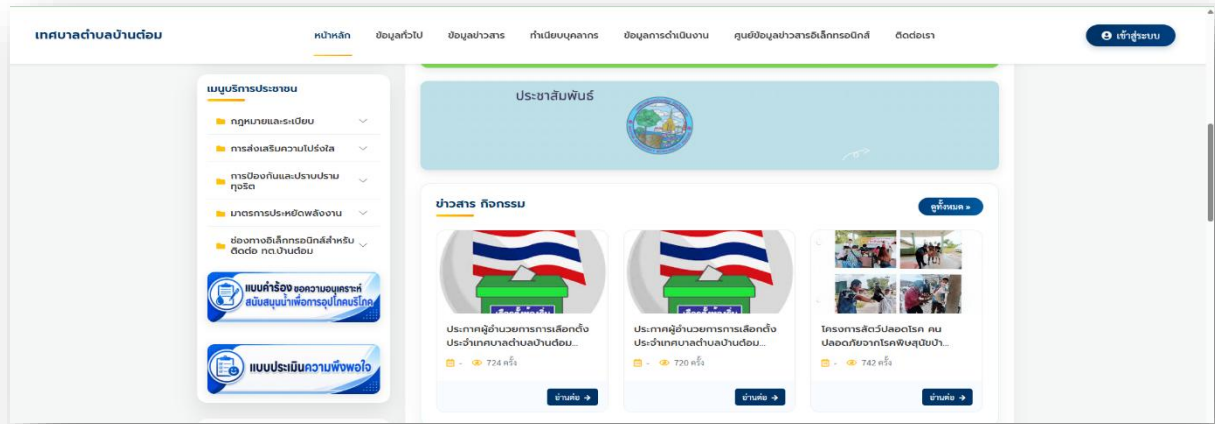 เทศบาลตำบลบ้านต๋อม
หน้าหลัก
ข้อมูลทั่วไป
ข้อมูลข่าวสาร
ทำเนียบบุคลากร
ข้อมูลการดำเนินงาน
ศูนย์ข้อมูลข่าวสารอิเล็กทรอนิกส์
ติดต่อเรา
เข้าสู่ระบบ
เมนูบริการประชาชน
กฎหมายและระเบียบ
การส่งเสริมความโปร่งใส
การป้องกันและปราบปราม
ทุจริต
มาตรการประหยัดพลังงาน
ช่องทางอิเล็กทรอนิกส์สำหรับ
ติดต่อ ทต.บ้านต๋อม
แบบคำร้อง ขอความอนุเคราะห์
สนับสนุนน้ำเพื่อการอุปโภคบริโภค
แบบประเมินความพึงพอใจ
ประชาสัมพันธ์
ข่าวสาร กิจกรรม
ดูทั้งหมด »
ประกาศผู้อำนวยการการเลือกตั้ง
ประจำเทศบาลตำบลบ้านต๋อม...
- 724 ครั้ง
อ่านต่อ →
ประกาศผู้อำนวยการการเลือกตั้ง
ประจำเทศบาลตำบลบ้านต๋อม...
- 720 ครั้ง
อ่านต่อ →
โครงการสัตว์ปลอดโรค คน
ปลอดภัยจากโรคพิษสุนัขบ้า...
- 742 ครั้ง
อ่านต่อ →